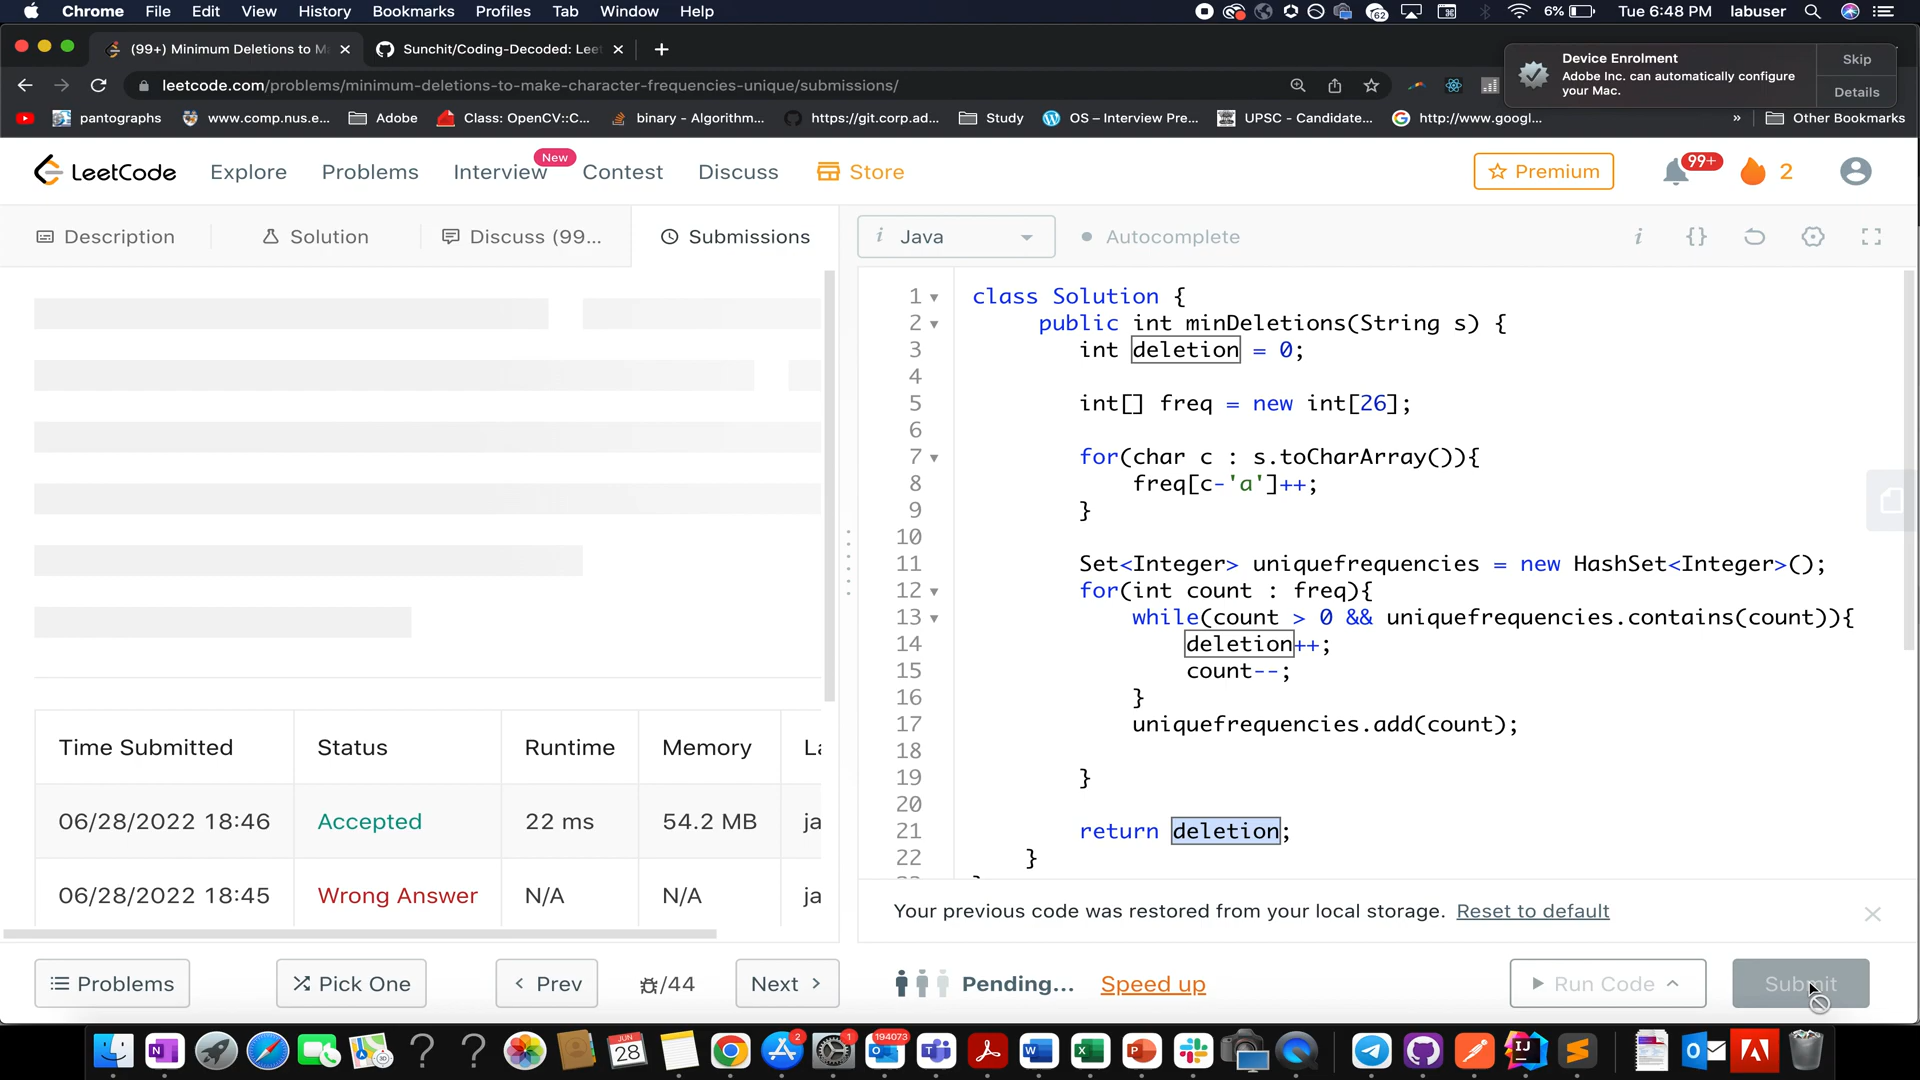 Chrome File Edit View History Bookmarks Profiles Tab Window Help 62 6% Tue 6:48 PM labuser
(99+) Minimum Deletions to M Sunchit/Coding-Decoded: Lee
Device Enrolment
Adobe Inc. can automatically configure your Mac.
Skip
Details
leetcode.com/problems/minimum-deletions-to-make-character-frequencies-unique/submissions/
pantographs www.comp.nus.e... Adobe Class: OpenCV::C... binary - Algorithm... https://git.corp.ad... Study OS – Interview Pre... UPSC - Candidate... http://www.googl... » Other Bookmarks
LeetCode Explore Problems Interview New Contest Discuss Store Premium 99+ 2
Description Solution Discuss (99... Submissions
i Java Autocomplete i {}
1 class Solution {
2 public int minDeletions(String s) {
3 int deletion = 0;
4
5 int[] freq = new int[26];
6
7 for(char c : s.toCharArray()){
8 freq[c-'a']++;
9 }
10
11 Set<Integer> uniquefrequencies = new HashSet<Integer>();
12 for(int count : freq){
13 while(count > 0 && uniquefrequencies.contains(count)){
14 deletion++;
15 count--;
16 }
17 uniquefrequencies.add(count);
18
19 }
20
21 return deletion;
22 }
Time Submitted Status Runtime Memory La
06/28/2022 18:46 Accepted 22 ms 54.2 MB ja
06/28/2022 18:45 Wrong Answer N/A N/A ja
Your previous code was restored from your local storage. Reset to default
Problems Pick One < Prev /44 Next >
Pending... Speed up Run Code Submit
JUN 28 2 1 194073